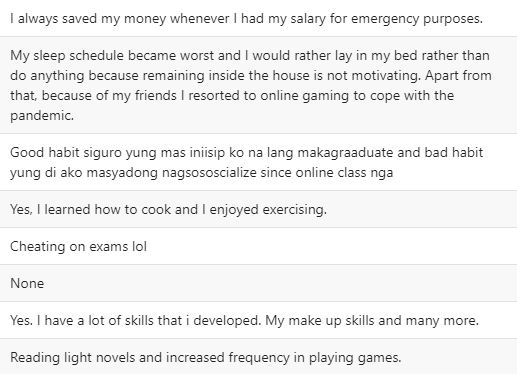 I always saved my money whenever I had my salary for emergency purposes.
My sleep schedule became worst and I would rather lay in my bed rather than
do anything because remaining inside the house is not motivating. Apart from
that, because of my friends I resorted to online gaming to cope with the
pandemic.
Good habit siguro yung mas iniisip ko na lang makagraaduate and bad habit
yung di ako masyadong nagsososcialize since online class nga
Yes, I learned how to cook and I enjoyed exercising.
Cheating on exams lol
None
Yes. I have a lot of skills that i developed. My make up skills and many more.
Reading light novels and increased frequency in playing games.